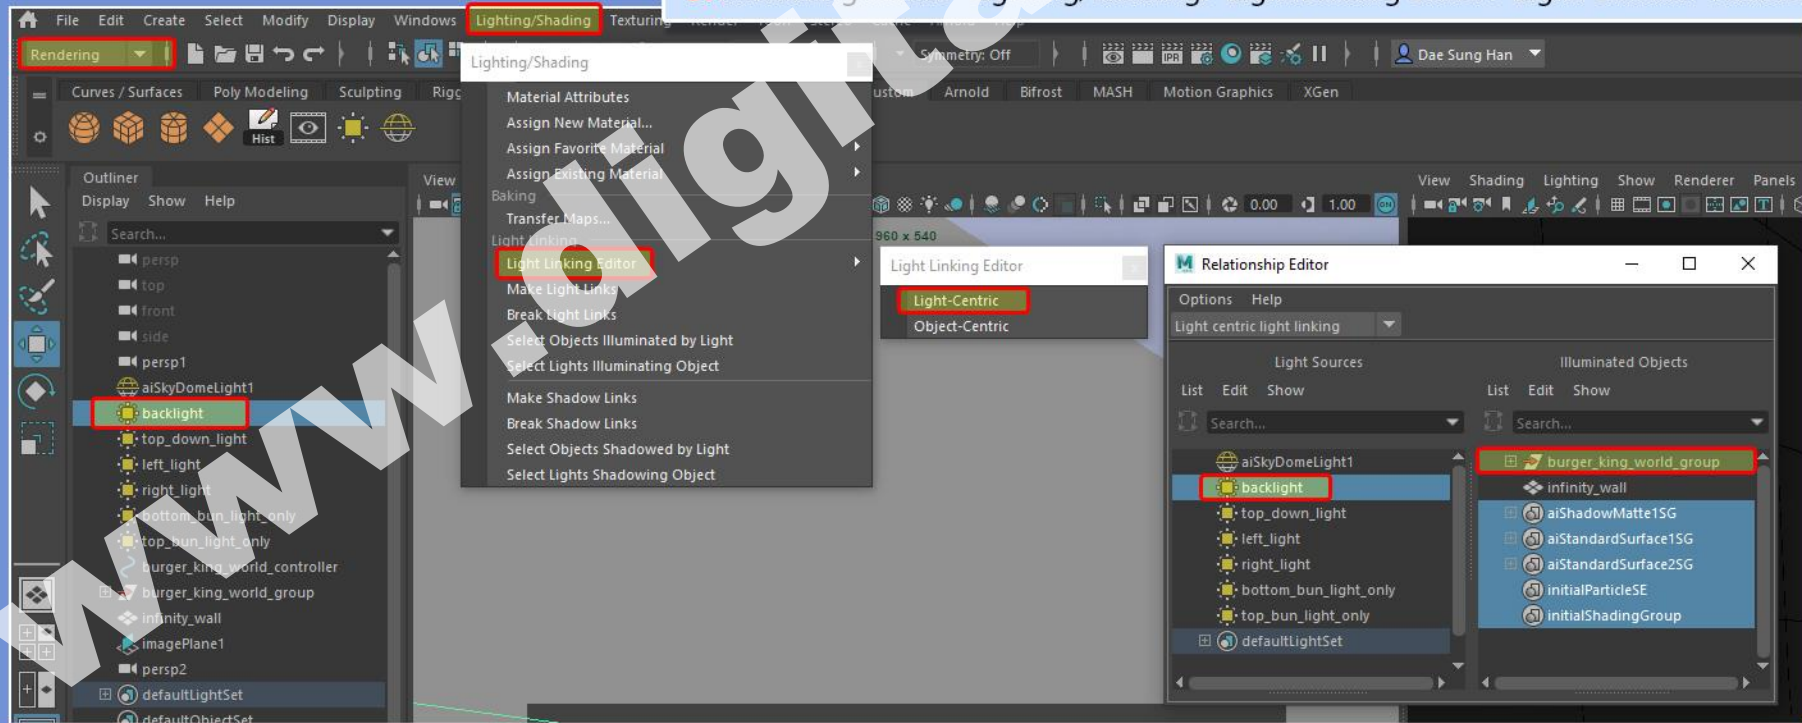 File Edit Create Select Modify Display Windows Lighting/Shading Texturing
Rendering
Symmetry: Off
IPR
Dae Sung Han
Lighting/Shading
Curves / Surfaces Poly Modeling Sculpting Rigg
Arnold Bifrost MASH Motion Graphics XGen
Hist
Material Attributes
Assign New Material...
Assign Favorite Material
Assign Existing Material
Baking
Transfer Maps...
Light Linking
Light Linking Editor
Make Light Links
Break Light Links
Select Objects Illuminated by Light
Select Lights Illuminating Object
Make Shadow Links
Break Shadow Links
Select Objects Shadowed by Light
Select Lights Shadowing Object
Outliner
Display Show Help
Search...
persp
top
front
side
persp1
aiSkyDomeLight1
backlight
top_down_light
left_light
right_light
bottom_bun_light_only
top_bun_light_only
burger_king_world_controller
burger_king_world_group
infinity_wall
imagePlane1
persp2
defaultLightSet
defaultObjectSet
View
0.00 1.00 ON
960 x 540
View Shading Lighting Show Renderer Panels
Light Linking Editor
Light-Centric
Object-Centric
Relationship Editor
Options Help
Light centric light linking
Light Sources
List Edit Show
Search...
aiSkyDomeLight1
backlight
top_down_light
left_light
right_light
bottom_bun_light_only
top_bun_light_only
defaultLightSet
Illuminated Objects
List Edit Show
Search...
burger_king_world_group
infinity_wall
aiShadowMatte1SG
aiStandardSurface1SG
aiStandardSurface2SG
initialParticleSE
initialShadingGroup
www.digita